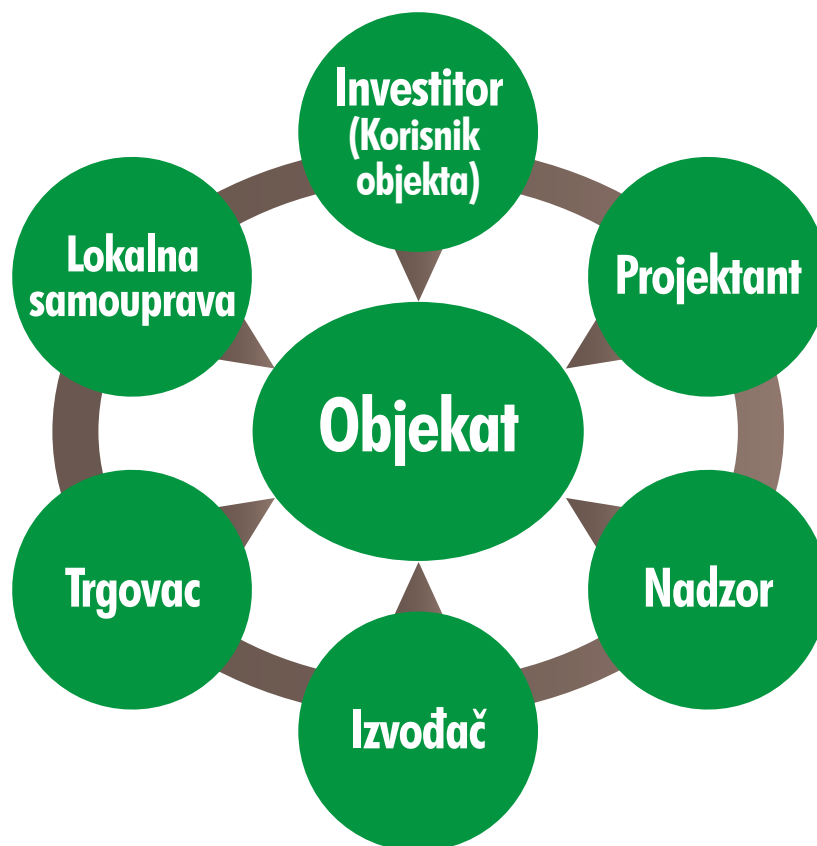 Investitor
(Korisnik
objekta)
Lokalna
samouprava
Projektant
Objekat
Trgovac
Nadzor
Izvođač